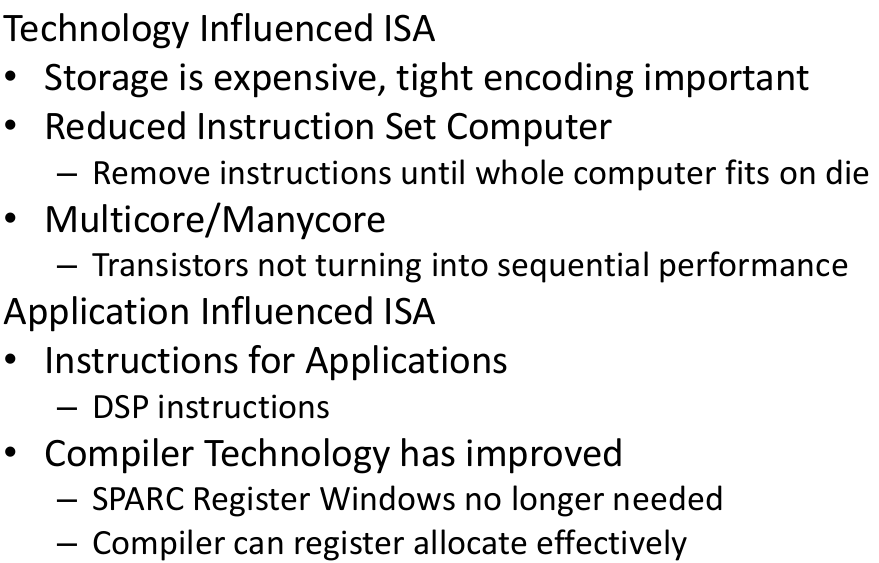 Technology Influenced ISA
• Storage is expensive, tight encoding important
• Reduced Instruction Set Computer
– Remove instructions until whole computer fits on die
• Multicore/Manycore
– Transistors not turning into sequential performance
Application Influenced ISA
• Instructions for Applications
– DSP instructions
• Compiler Technology has improved
– SPARC Register Windows no longer needed
– Compiler can register allocate effectively